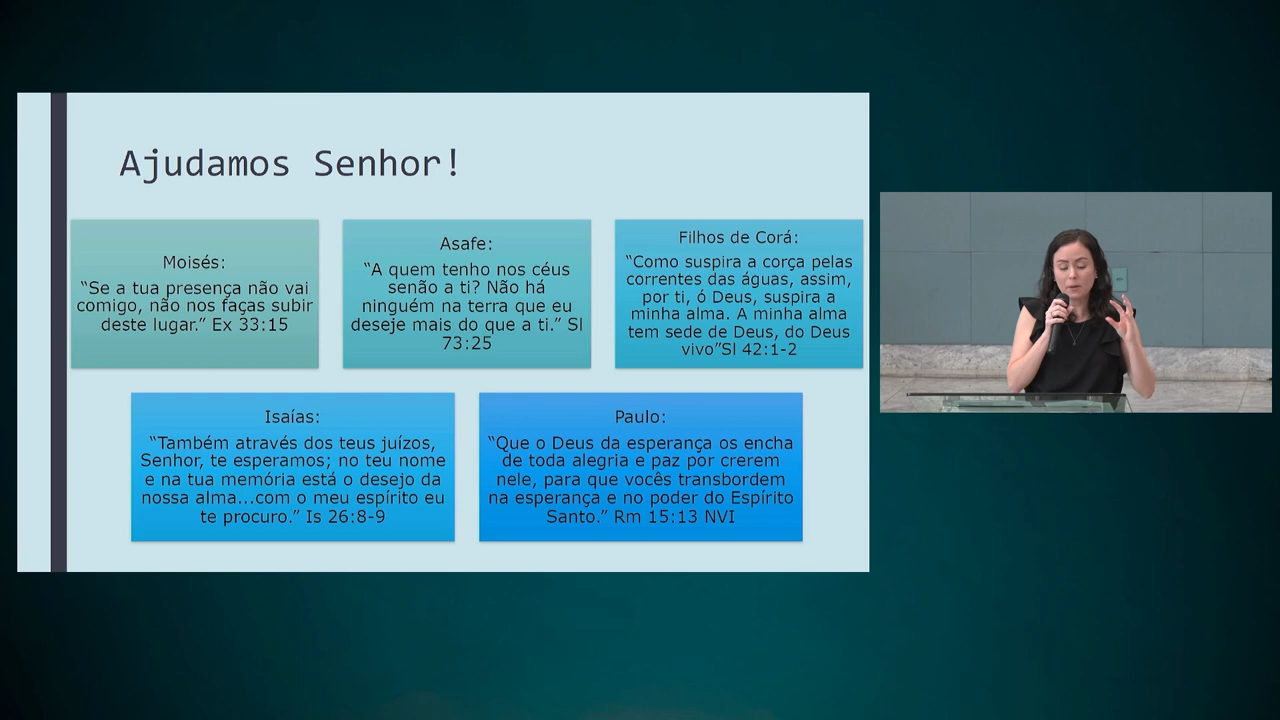 Ajudamos Senhor!
Moisés:
“Se a tua presença não vai
comigo, não nos faças subir
deste lugar.” Ex 33:15
Asafe:
“A quem tenho nos céus
senão a ti? Não há
ninguém na terra que eu
deseje mais do que a ti.” Sl
73:25
Filhos de Corá:
“Como suspira a corça pelas
correntes das águas, assim,
por ti, ó Deus, suspira a
minha alma. A minha alma
tem sede de Deus, do Deus
vivo”Sl 42:1-2
Isaías:
“Também através dos teus juízos,
Senhor, te esperamos; no teu nome
e na tua memória está o desejo da
nossa alma...com o meu espírito eu
te procuro.” Is 26:8-9
Paulo:
“Que o Deus da esperança os encha
de toda alegria e paz por crerem
nele, para que vocês transbordem
na esperança e no poder do Espírito
Santo.” Rm 15:13 NVI